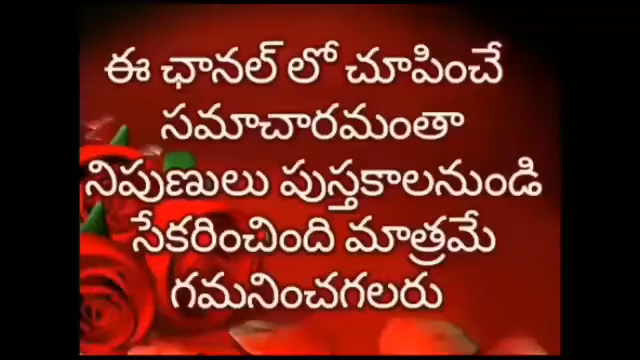 ఈ ఛానల్ లో చూపించే
సమాచారమంతా
నిపుణులు పుస్తకాలనుండి
సేకరించింది మాత్రమే
గమనించగలరు